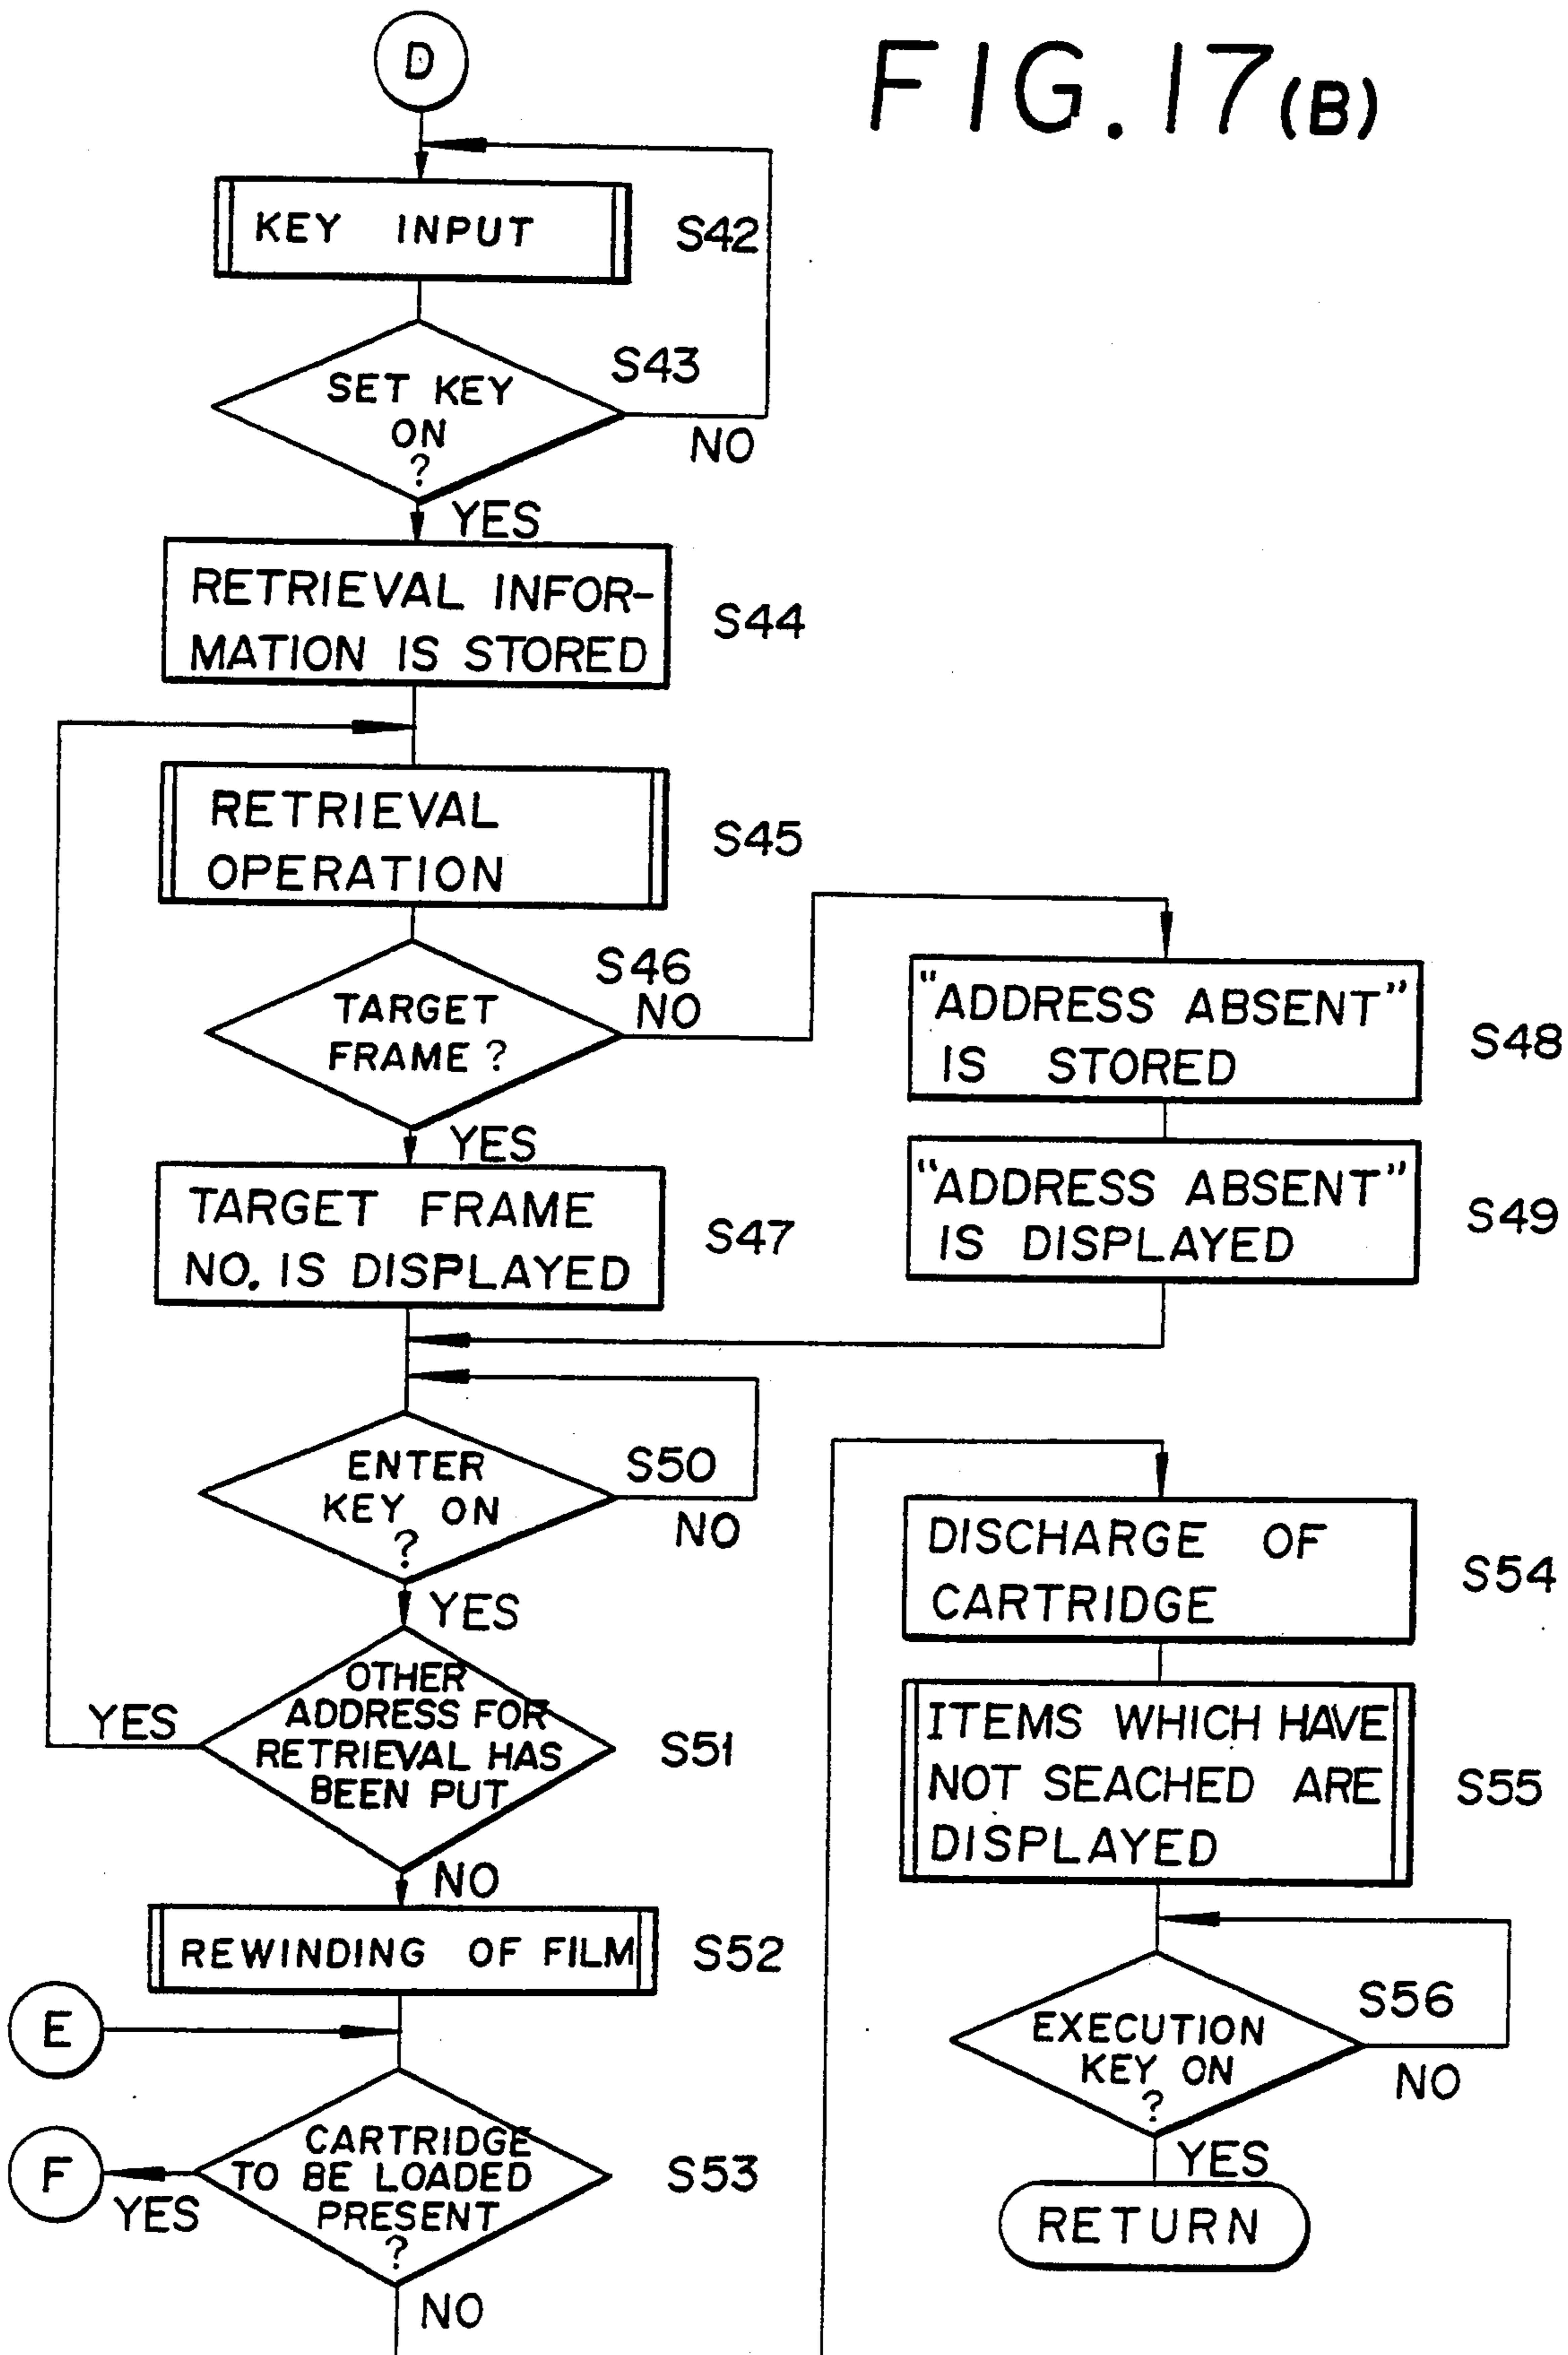 FIG. 17(B)
D
KEY INPUT
S42
SET KEY
ON
?
S43
NO
YES
RETRIEVAL INFOR-
MATION IS STORED
S44
RETRIEVAL
OPERATION
S45
TARGET
FRAME ?
S46
NO
YES
TARGET FRAME
NO. IS DISPLAYED
S47
"ADDRESS ABSENT"
IS STORED
S48
"ADDRESS ABSENT"
IS DISPLAYED
S49
ENTER
KEY ON
?
S50
NO
YES
OTHER
ADDRESS FOR
RETRIEVAL HAS
BEEN PUT
S51
YES
NO
REWINDING OF FILM
S52
E
CARTRIDGE
TO BE LOADED
PRESENT
?
S53
F
YES
NO
DISCHARGE OF
CARTRIDGE
S54
ITEMS WHICH HAVE
NOT SEACHED ARE
DISPLAYED
S55
EXECUTION
KEY ON
?
S56
NO
YES
RETURN